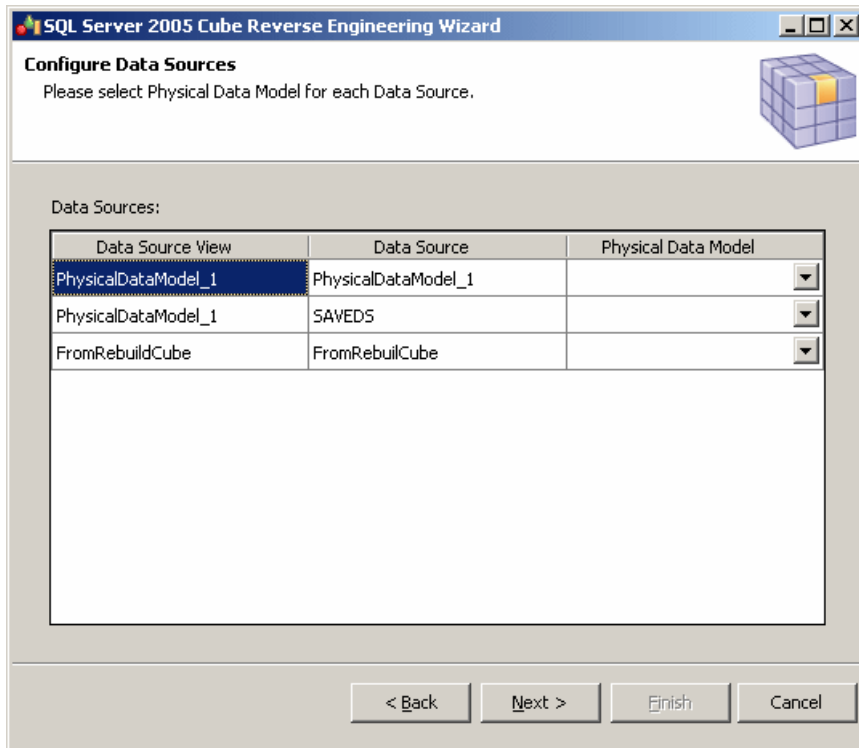 SQL Server 2005 Cube Reverse Engineering Wizard
Configure Data Sources
Please select Physical Data Model for each Data Source.
Data Sources:
Data Source View Data Source Physical Data Model
PhysicalDataModel_1 PhysicalDataModel_1
PhysicalDataModel_1 SAVEDS
FromRebuildCube FromRebuilCube
< Back Next > Finish Cancel